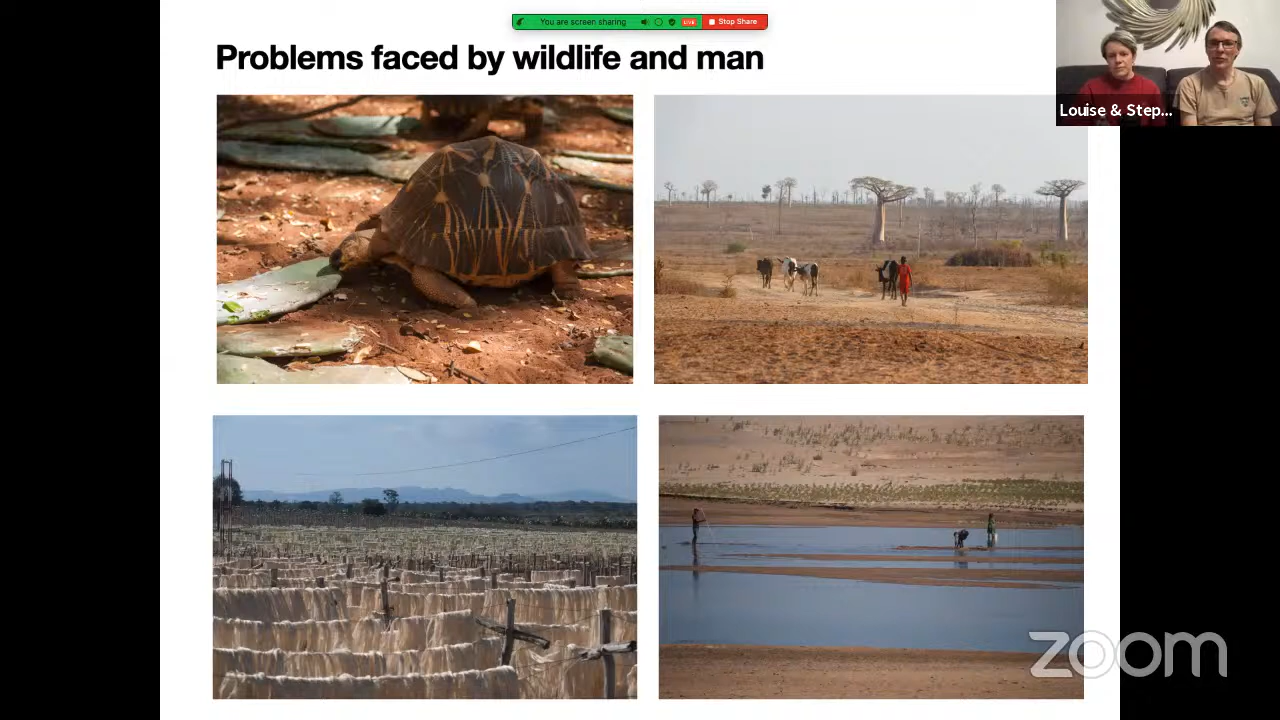 You are screen sharing
LIVE
Stop Share
Problems faced by wildlife and man
Louise & Step...
zoom